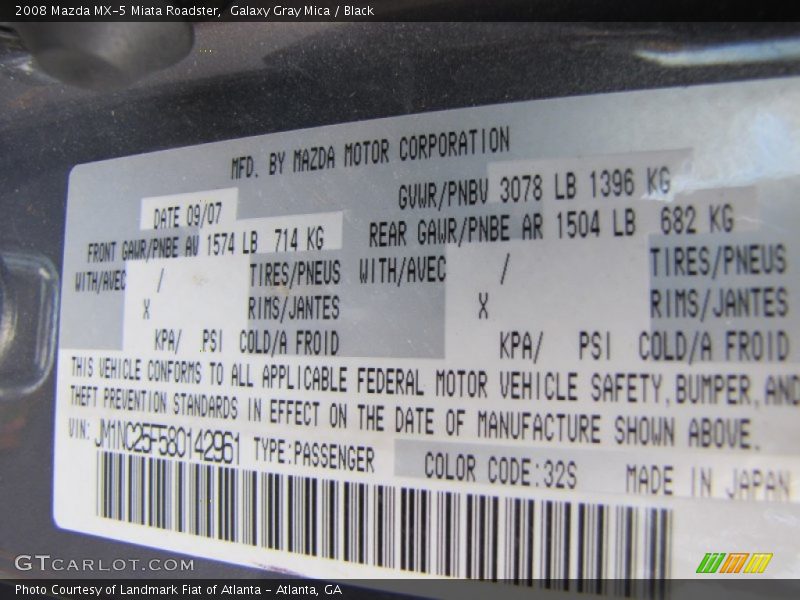 2008 Mazda MX-5 Miata Roadster, Galaxy Gray Mica / Black
MFD. BY MAZDA MOTOR CORPORATION
DATE 09/07
GVWR/PNBV 3078 LB 1396 KG
FRONT GAWR/PNBE AV 1574 LB 714 KG
REAR GAWR/PNBE AR 1504 LB 682 KG
WITH/AVEC / TIRES/PNEUS WITH/AVEC / TIRES/PNEUS
X RIMS/JANTES X RIMS/JANTES
KPA/ PSI COLD/A FROID KPA/ PSI COLD/A FROID
THIS VEHICLE CONFORMS TO ALL APPLICABLE FEDERAL MOTOR VEHICLE SAFETY, BUMPER, AND
THEFT PREVENTION STANDARDS IN EFFECT ON THE DATE OF MANUFACTURE SHOWN ABOVE.
VIN: JM1NC25F580142961 TYPE:PASSENGER COLOR CODE:32S MADE IN JAPAN
GTCARLOT.COM
Photo Courtesy of Landmark Fiat of Atlanta - Atlanta, GA